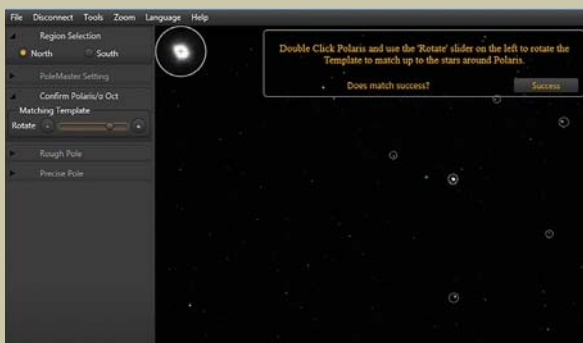 File Disconnect Tools Zoom Language Help
Region Selection
North South
PoleMaster Setting
Confirm Polaris/σ Oct
Matching Template
Rotate - +
Rough Pole
Precise Pole
Double Click Polaris and use the 'Rotate' slider on the left to rotate the
Template to match up to the stars around Polaris.
Does match success? Success